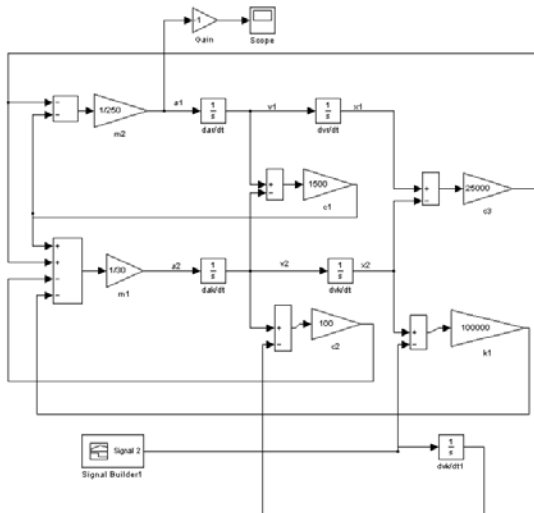 1
Gain
Scope
−
−
1/250
m2
a1
1
s
das/dt
v1
1
s
dvs/dt
x1
+
−
25000
c3
+
−
1500
c1
+
+
−
−
1/30
m1
a2
1
s
dak/dt
v2
1
s
dvk/dt
x2
+
−
100
c2
+
−
100000
k1
Signal 2
Signal Builder1
1
s
dvk/dt1